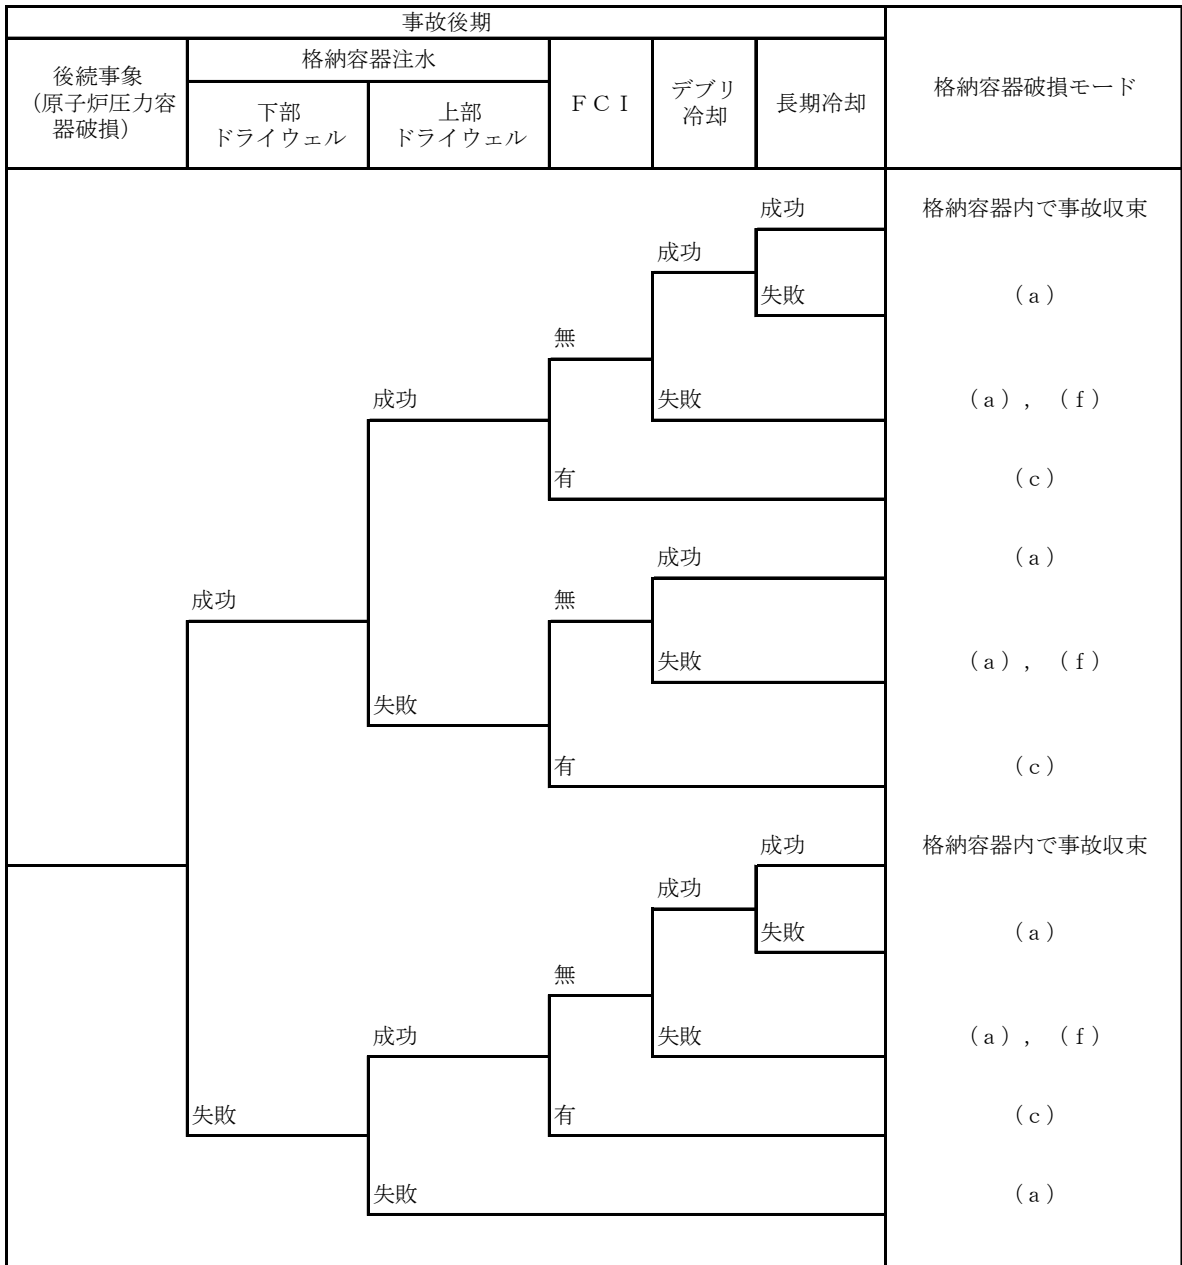 事故後期
格納容器注水
後続事象
(原子炉圧力容
器破損)
下部
ドライウェル
上部
ドライウェル
ＦＣＩ
デブリ
冷却
長期冷却
格納容器破損モード
成功
格納容器内で事故収束
成功
失敗
（ａ）
無
成功
失敗
（ａ），（ｆ）
有
（ｃ）
成功
（ａ）
成功
無
失敗
（ａ），（ｆ）
失敗
有
（ｃ）
成功
格納容器内で事故収束
成功
失敗
（ａ）
無
成功
失敗
（ａ），（ｆ）
失敗
有
（ｃ）
失敗
（ａ）